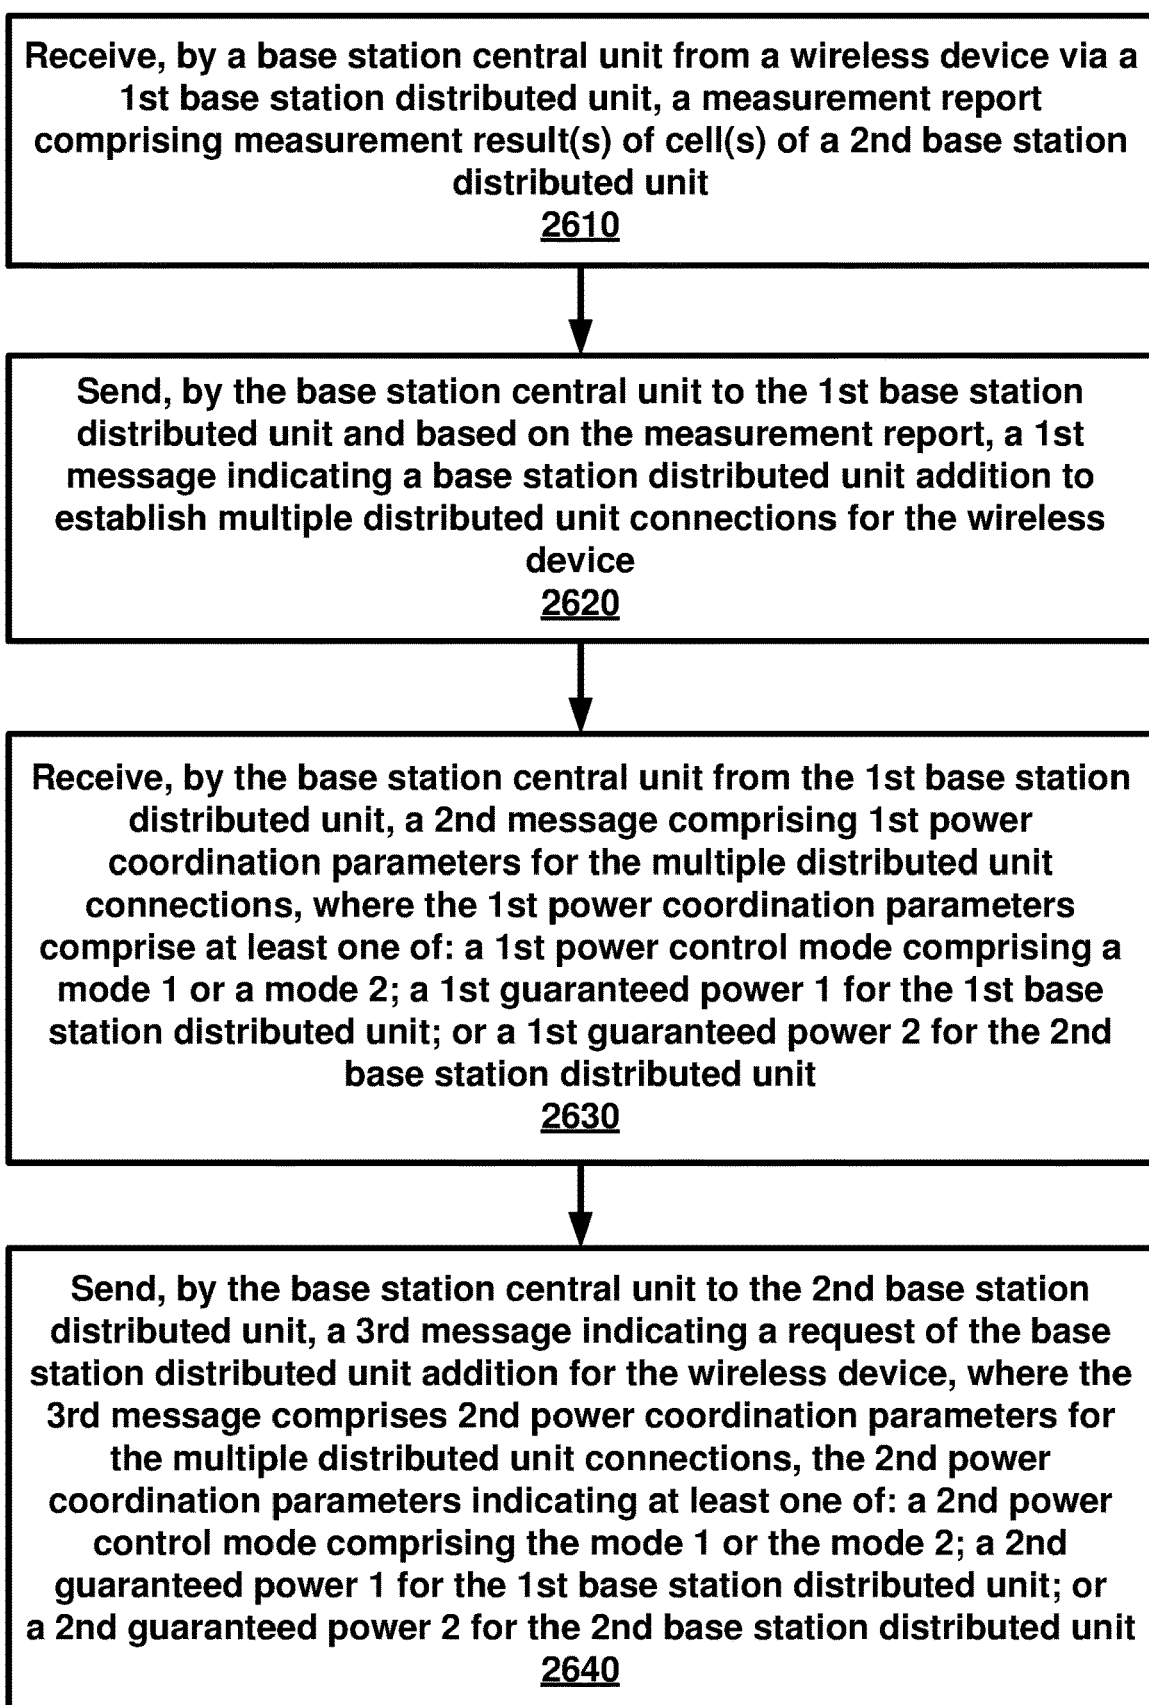 Receive, by a base station central unit from a wireless device via a
1st base station distributed unit, a measurement report
comprising measurement result(s) of cell(s) of a 2nd base station
distributed unit
2610
Send, by the base station central unit to the 1st base station
distributed unit and based on the measurement report, a 1st
message indicating a base station distributed unit addition to
establish multiple distributed unit connections for the wireless
device
2620
Receive, by the base station central unit from the 1st base station
distributed unit, a 2nd message comprising 1st power
coordination parameters for the multiple distributed unit
connections, where the 1st power coordination parameters
comprise at least one of: a 1st power control mode comprising a
mode 1 or a mode 2; a 1st guaranteed power 1 for the 1st base
station distributed unit; or a 1st guaranteed power 2 for the 2nd
base station distributed unit
2630
Send, by the base station central unit to the 2nd base station
distributed unit, a 3rd message indicating a request of the base
station distributed unit addition for the wireless device, where the
3rd message comprises 2nd power coordination parameters for
the multiple distributed unit connections, the 2nd power
coordination parameters indicating at least one of: a 2nd power
control mode comprising the mode 1 or the mode 2; a 2nd
guaranteed power 1 for the 1st base station distributed unit; or
a 2nd guaranteed power 2 for the 2nd base station distributed unit
2640